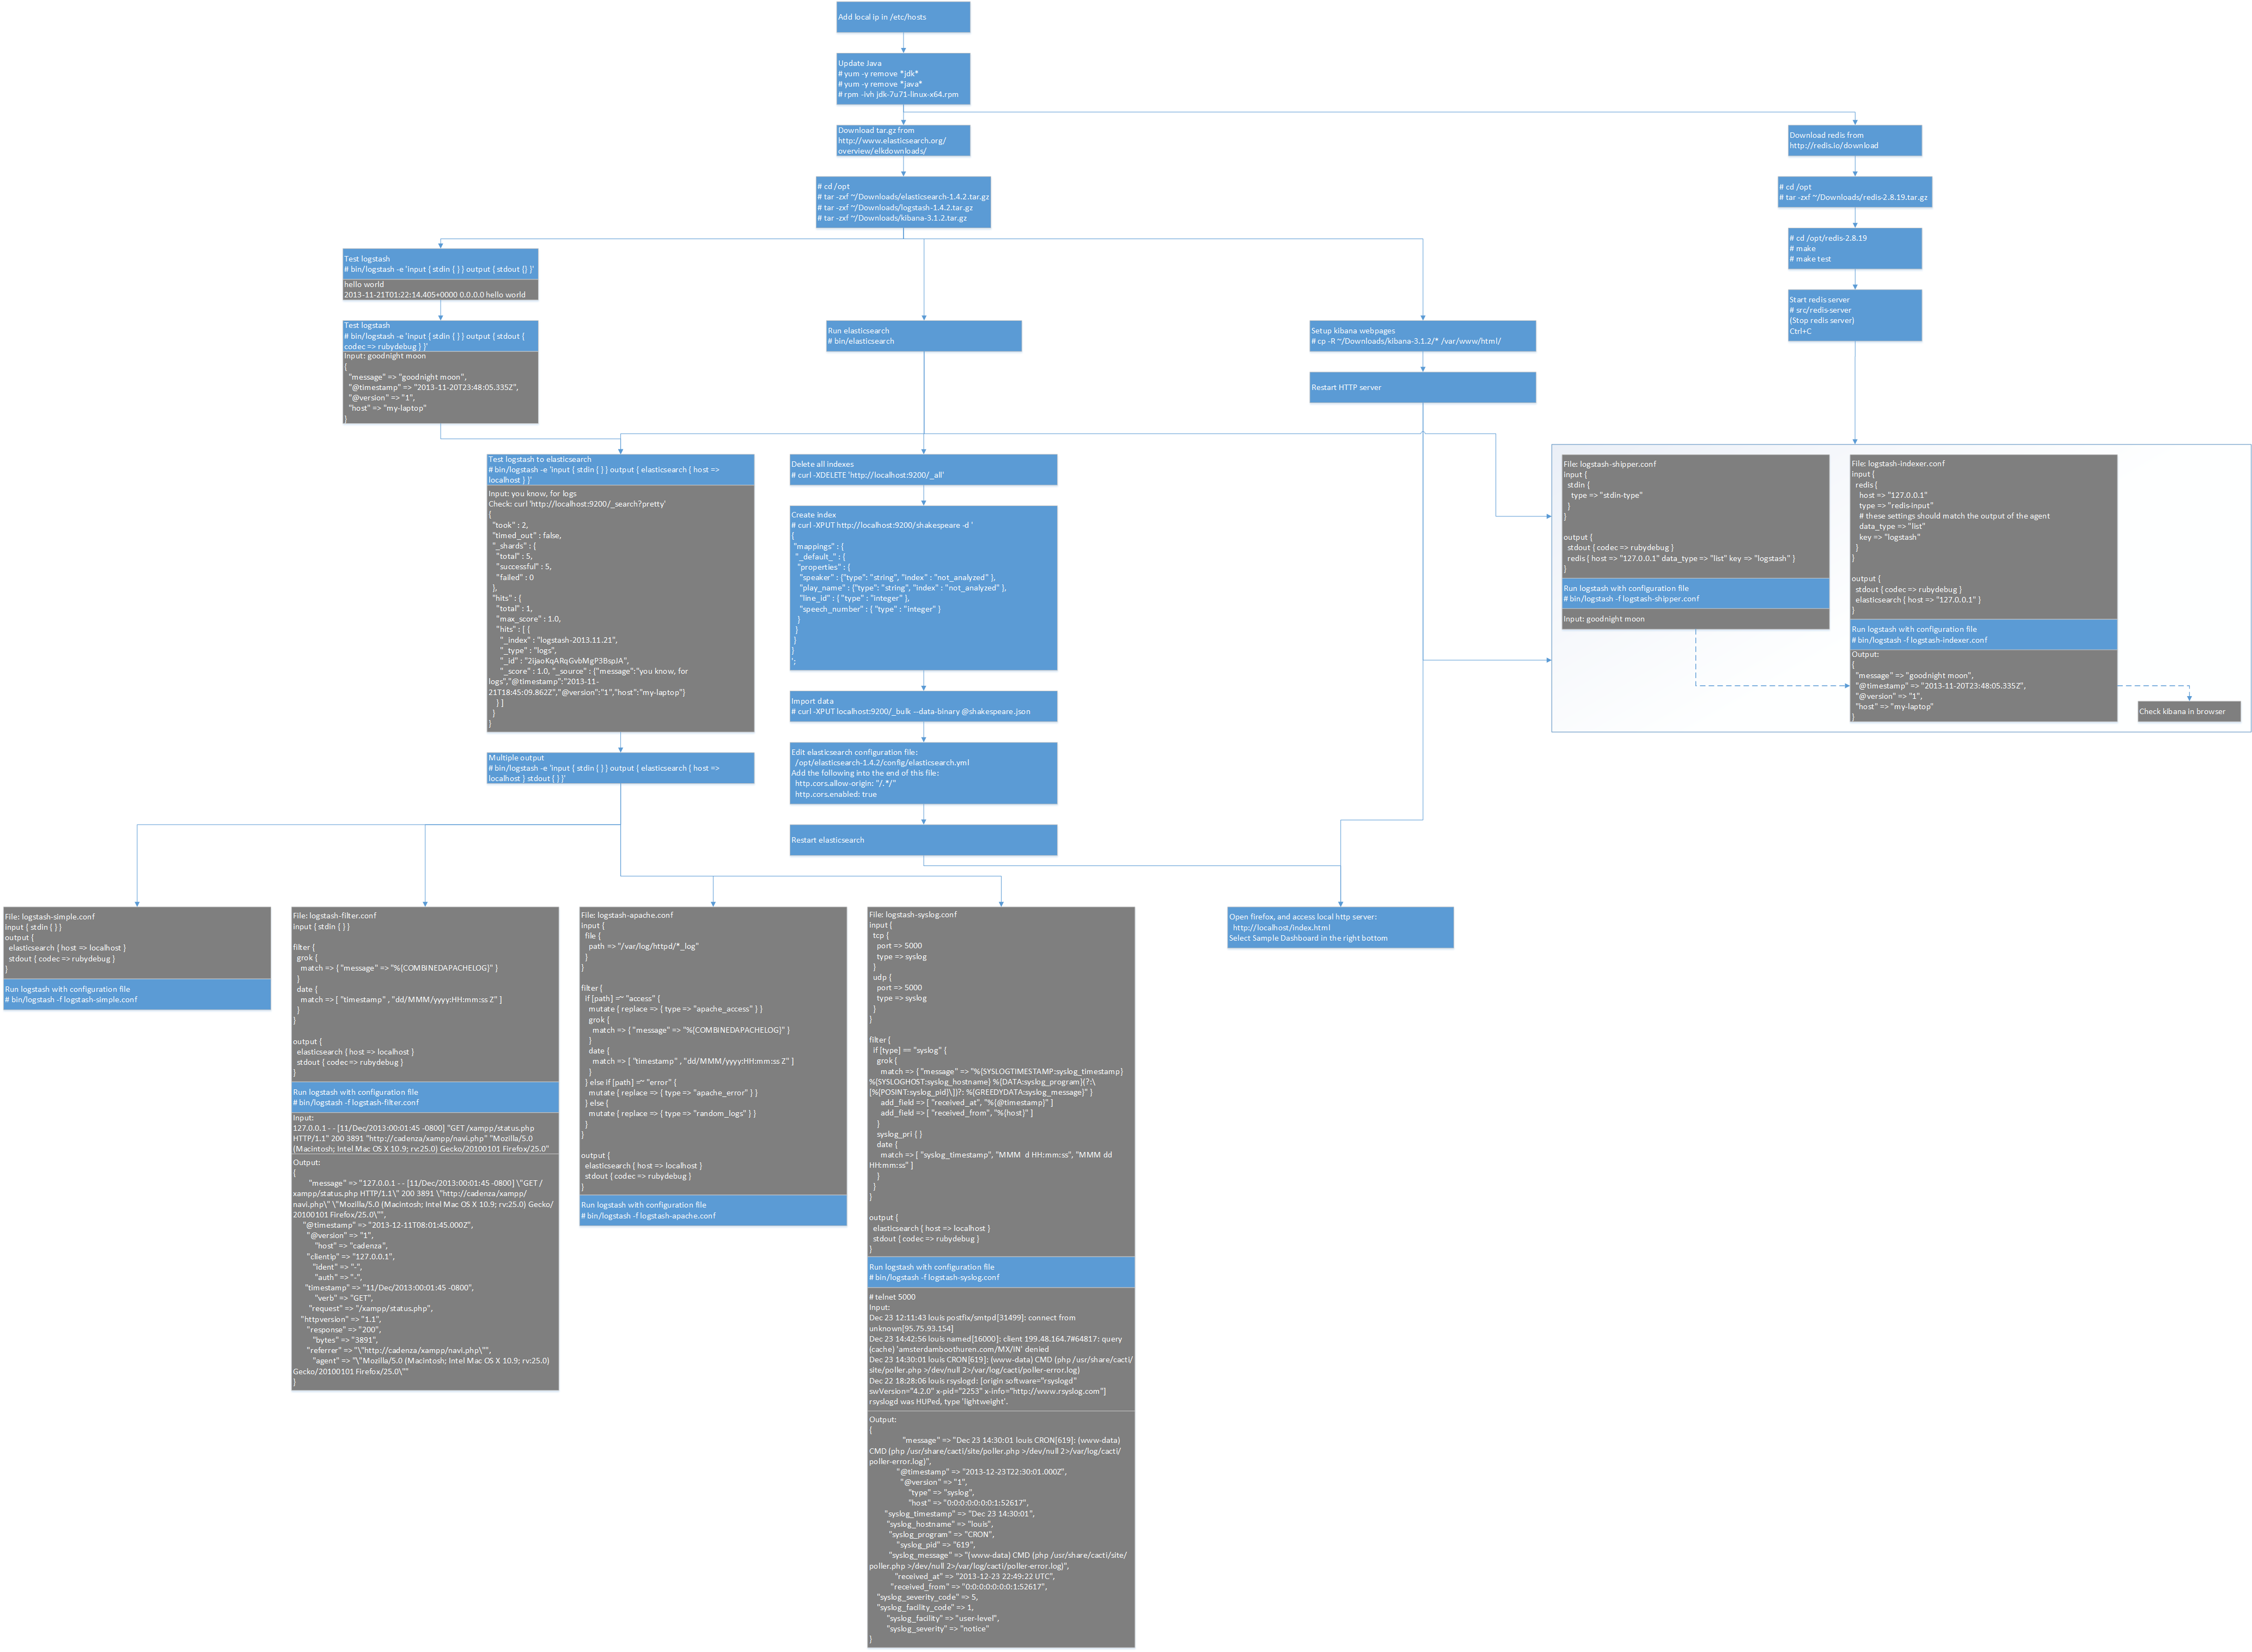 Add local ip in /etc/hosts
Update Java
# yum -y remove *jdk*
# yum -y remove *java*
# rpm -ivh jdk-7u71-linux-x64.rpm
Download tar.gz from
http://www.elasticsearch.org/
overview/elkdownloads/
Download redis from
http://redis.io/download
# cd /opt
# tar -zxf ~/Downloads/elasticsearch-1.4.2.tar.gz
# tar -zxf ~/Downloads/logstash-1.4.2.tar.gz
# tar -zxf ~/Downloads/kibana-3.1.2.tar.gz
# cd /opt
# tar -zxf ~/Downloads/redis-2.8.19.tar.gz
# cd /opt/redis-2.8.19
# make
# make test
Start redis server
# src/redis-server
(Stop redis server)
Ctrl+C
Test logstash
# bin/logstash -e 'input { stdin { } } output { stdout {} }'
hello world
2013-11-21T01:22:14.405+0000 0.0.0.0 hello world
Test logstash
# bin/logstash -e 'input { stdin { } } output { stdout {
codec => rubydebug } }'
Input: goodnight moon
{
"message" => "goodnight moon",
"@timestamp" => "2013-11-20T23:48:05.335Z",
"@version" => "1",
"host" => "my-laptop"
}
Run elasticsearch
# bin/elasticsearch
Setup kibana webpages
# cp -R ~/Downloads/kibana-3.1.2/* /var/www/html/
Restart HTTP server
Test logstash to elasticsearch
# bin/logstash -e 'input { stdin { } } output { elasticsearch { host =>
localhost } }'
Input: you know, for logs
Check: curl 'http://localhost:9200/_search?pretty'
{
"took" : 2,
"timed_out" : false,
"_shards" : {
"total" : 5,
"successful" : 5,
"failed" : 0
},
"hits" : {
"total" : 1,
"max_score" : 1.0,
"hits" : [ {
"_index" : "logstash-2013.11.21",
"_type" : "logs",
"_id" : "2ijaoKqARqGvbMgP3BspJA",
"_score" : 1.0, "_source" : {"message":"you know, for
logs","@timestamp":"2013-11-
21T18:45:09.862Z","@version":"1","host":"my-laptop"}
} ]
}
}
Multiple output
# bin/logstash -e 'input { stdin { } } output { elasticsearch { host =>
localhost } stdout { } }'
Delete all indexes
# curl -XDELETE 'http://localhost:9200/_all'
Create index
# curl -XPUT http://localhost:9200/shakespeare -d '
{
"mappings" : {
"_default_" : {
"properties" : {
"speaker" : {"type": "string", "index" : "not_analyzed" },
"play_name" : {"type": "string", "index" : "not_analyzed" },
"line_id" : { "type" : "integer" },
"speech_number" : { "type" : "integer" }
}
}
}
}
';
Import data
# curl -XPUT localhost:9200/_bulk --data-binary @shakespeare.json
Edit elasticsearch configuration file:
/opt/elasticsearch-1.4.2/config/elasticsearch.yml
Add the following into the end of this file:
http.cors.allow-origin: "/.*/"
http.cors.enabled: true
Restart elasticsearch
File: logstash-shipper.conf
input {
stdin {
type => "stdin-type"
}
}
output {
stdout { codec => rubydebug }
redis { host => "127.0.0.1" data_type => "list" key => "logstash" }
}
Run logstash with configuration file
# bin/logstash -f logstash-shipper.conf
Input: goodnight moon
File: logstash-indexer.conf
input {
redis {
host => "127.0.0.1"
type => "redis-input"
# these settings should match the output of the agent
data_type => "list"
key => "logstash"
}
}
output {
stdout { codec => rubydebug }
elasticsearch { host => "127.0.0.1" }
}
Run logstash with configuration file
# bin/logstash -f logstash-indexer.conf
Output:
{
"message" => "goodnight moon",
"@timestamp" => "2013-11-20T23:48:05.335Z",
"@version" => "1",
"host" => "my-laptop"
}
Check kibana in browser
File: logstash-simple.conf
input { stdin { } }
output {
elasticsearch { host => localhost }
stdout { codec => rubydebug }
}
Run logstash with configuration file
# bin/logstash -f logstash-simple.conf
File: logstash-filter.conf
input { stdin { } }
filter {
grok {
match => { "message" => "%{COMBINEDAPACHELOG}" }
}
date {
match => [ "timestamp" , "dd/MMM/yyyy:HH:mm:ss Z" ]
}
}
output {
elasticsearch { host => localhost }
stdout { codec => rubydebug }
}
Run logstash with configuration file
# bin/logstash -f logstash-filter.conf
Input:
127.0.0.1 - - [11/Dec/2013:00:01:45 -0800] "GET /xampp/status.php
HTTP/1.1" 200 3891 "http://cadenza/xampp/navi.php" "Mozilla/5.0
(Macintosh; Intel Mac OS X 10.9; rv:25.0) Gecko/20100101 Firefox/25.0"
Output:
{
"message" => "127.0.0.1 - - [11/Dec/2013:00:01:45 -0800] \"GET /
xampp/status.php HTTP/1.1\" 200 3891 \"http://cadenza/xampp/
navi.php\" \"Mozilla/5.0 (Macintosh; Intel Mac OS X 10.9; rv:25.0) Gecko/
20100101 Firefox/25.0\"",
"@timestamp" => "2013-12-11T08:01:45.000Z",
"@version" => "1",
"host" => "cadenza",
"clientip" => "127.0.0.1",
"ident" => "-",
"auth" => "-",
"timestamp" => "11/Dec/2013:00:01:45 -0800",
"verb" => "GET",
"request" => "/xampp/status.php",
"httpversion" => "1.1",
"response" => "200",
"bytes" => "3891",
"referrer" => "\"http://cadenza/xampp/navi.php\"",
"agent" => "\"Mozilla/5.0 (Macintosh; Intel Mac OS X 10.9; rv:25.0)
Gecko/20100101 Firefox/25.0\""
}
File: logstash-apache.conf
input {
file {
path => "/var/log/httpd/*_log"
}
}
filter {
if [path] =~ "access" {
mutate { replace => { type => "apache_access" } }
grok {
match => { "message" => "%{COMBINEDAPACHELOG}" }
}
date {
match => [ "timestamp" , "dd/MMM/yyyy:HH:mm:ss Z" ]
}
} else if [path] =~ "error" {
mutate { replace => { type => "apache_error" } }
} else {
mutate { replace => { type => "random_logs" } }
}
}
output {
elasticsearch { host => localhost }
stdout { codec => rubydebug }
}
Run logstash with configuration file
# bin/logstash -f logstash-apache.conf
File: logstash-syslog.conf
input {
tcp {
port => 5000
type => syslog
}
udp {
port => 5000
type => syslog
}
}
filter {
if [type] == "syslog" {
grok {
match => { "message" => "%{SYSLOGTIMESTAMP:syslog_timestamp}
%{SYSLOGHOST:syslog_hostname} %{DATA:syslog_program}(?:\
[%{POSINT:syslog_pid}\])?: %{GREEDYDATA:syslog_message}" }
add_field => [ "received_at", "%{@timestamp}" ]
add_field => [ "received_from", "%{host}" ]
}
syslog_pri { }
date {
match => [ "syslog_timestamp", "MMM  d HH:mm:ss", "MMM dd
HH:mm:ss" ]
}
}
}
output {
elasticsearch { host => localhost }
stdout { codec => rubydebug }
}
Run logstash with configuration file
# bin/logstash -f logstash-syslog.conf
# telnet 5000
Input:
Dec 23 12:11:43 louis postfix/smtpd[31499]: connect from
unknown[95.75.93.154]
Dec 23 14:42:56 louis named[16000]: client 199.48.164.7#64817: query
(cache) 'amsterdamboothuren.com/MX/IN' denied
Dec 23 14:30:01 louis CRON[619]: (www-data) CMD (php /usr/share/cacti/
site/poller.php >/dev/null 2>/var/log/cacti/poller-error.log)
Dec 22 18:28:06 louis rsyslogd: [origin software="rsyslogd"
swVersion="4.2.0" x-pid="2253" x-info="http://www.rsyslog.com"]
rsyslogd was HUPed, type 'lightweight'.
Output:
{
"message" => "Dec 23 14:30:01 louis CRON[619]: (www-data)
CMD (php /usr/share/cacti/site/poller.php >/dev/null 2>/var/log/cacti/
poller-error.log)",
"@timestamp" => "2013-12-23T22:30:01.000Z",
"@version" => "1",
"type" => "syslog",
"host" => "0:0:0:0:0:0:0:1:52617",
"syslog_timestamp" => "Dec 23 14:30:01",
"syslog_hostname" => "louis",
"syslog_program" => "CRON",
"syslog_pid" => "619",
"syslog_message" => "(www-data) CMD (php /usr/share/cacti/site/
poller.php >/dev/null 2>/var/log/cacti/poller-error.log)",
"received_at" => "2013-12-23 22:49:22 UTC",
"received_from" => "0:0:0:0:0:0:0:1:52617",
"syslog_severity_code" => 5,
"syslog_facility_code" => 1,
"syslog_facility" => "user-level",
"syslog_severity" => "notice"
}
Open firefox, and access local http server:
http://localhost/index.html
Select Sample Dashboard in the right bottom